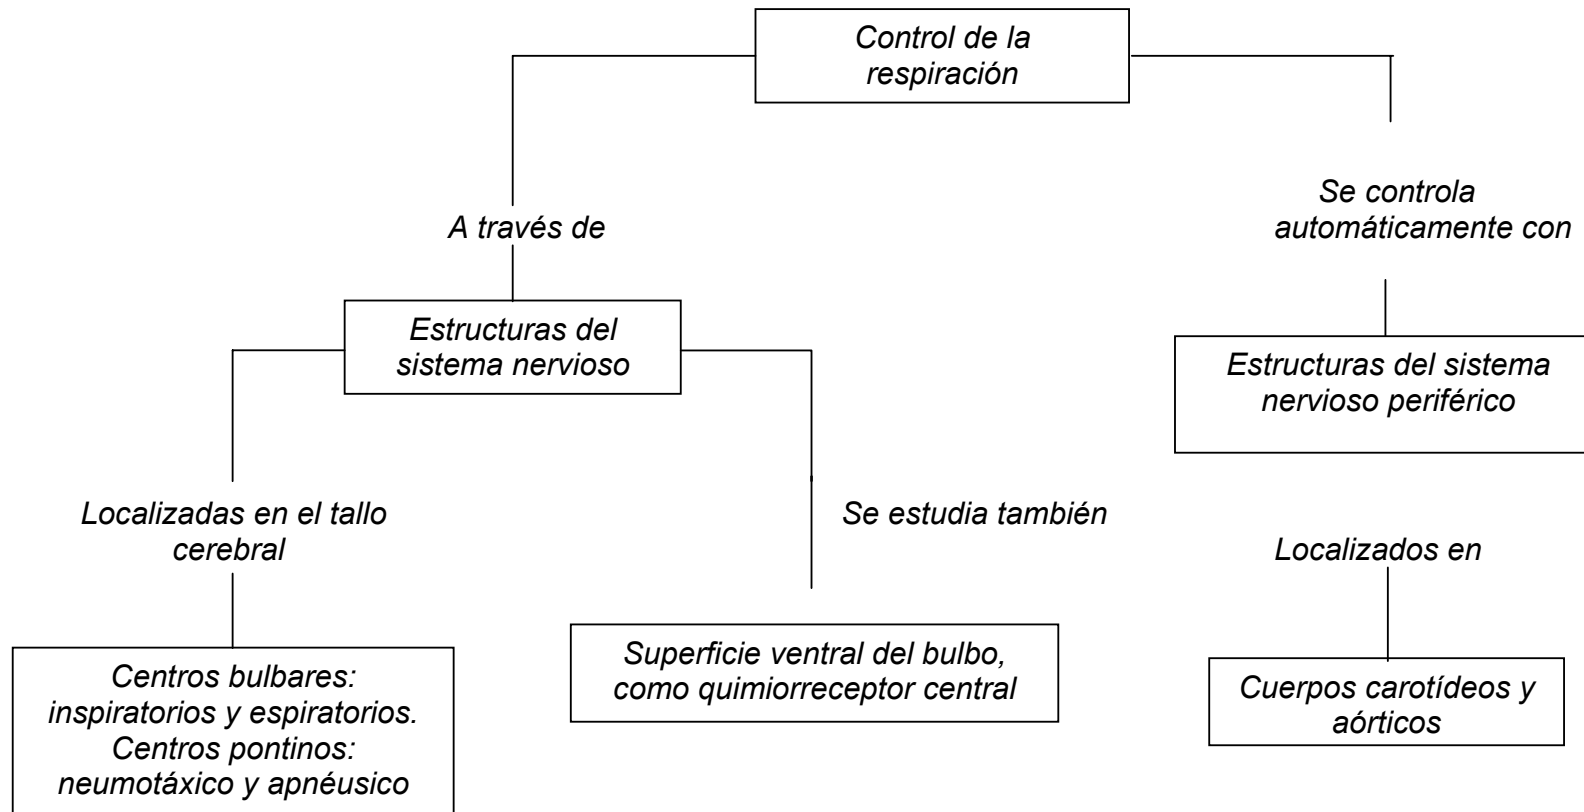 Control de la
respiración
A través de
Se controla
automáticamente con
Estructuras del
sistema nervioso
Estructuras del sistema
nervioso periférico
Localizadas en el tallo
cerebral
Se estudia también
Localizados en
Centros bulbares:
inspiratorios y espiratorios.
Centros pontinos:
neumotáxico y apnéusico
Superficie ventral del bulbo,
como quimiorreceptor central
Cuerpos carotídeos y
aórticos